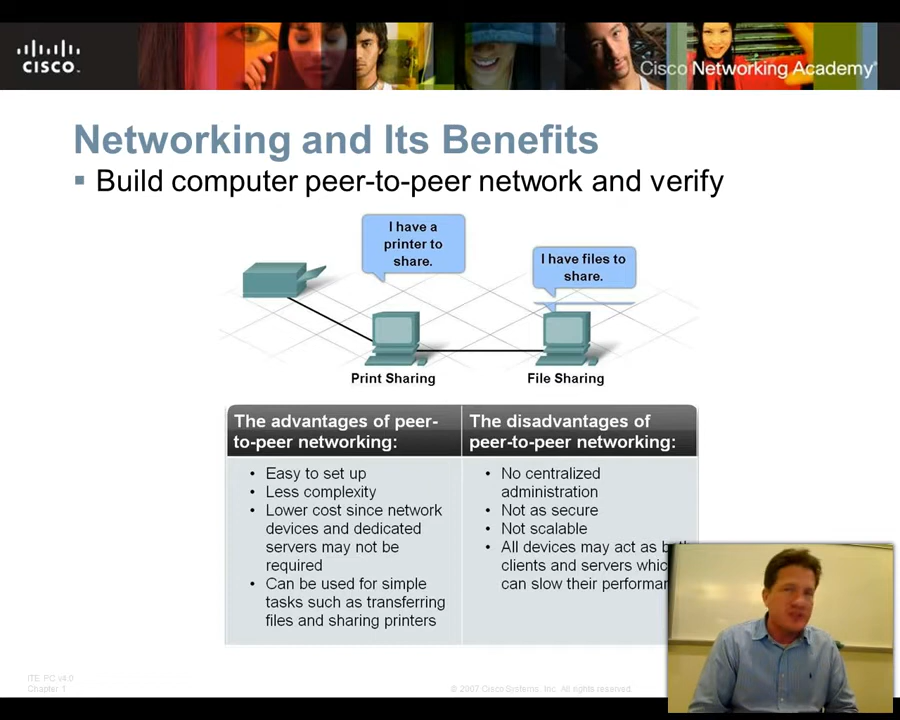 CISCO
Cisco Networking Academy
Networking and Its Benefits
Build computer peer-to-peer network and verify
I have a
printer to
share.
I have files to
share.
Print Sharing
File Sharing
The advantages of peer-
to-peer networking:
• Easy to set up
• Less complexity
• Lower cost since network
devices and dedicated
servers may not be
required
• Can be used for simple
tasks such as transferring
files and sharing printers
The disadvantages of
peer-to-peer networking:
• No centralized
administration
• Not as secure
• Not scalable
• All devices may act as both
clients and servers
can slow their
ITE PC v4.0
Chapter 1
© 2007 Cisco Systems, Inc. All rights reserved.